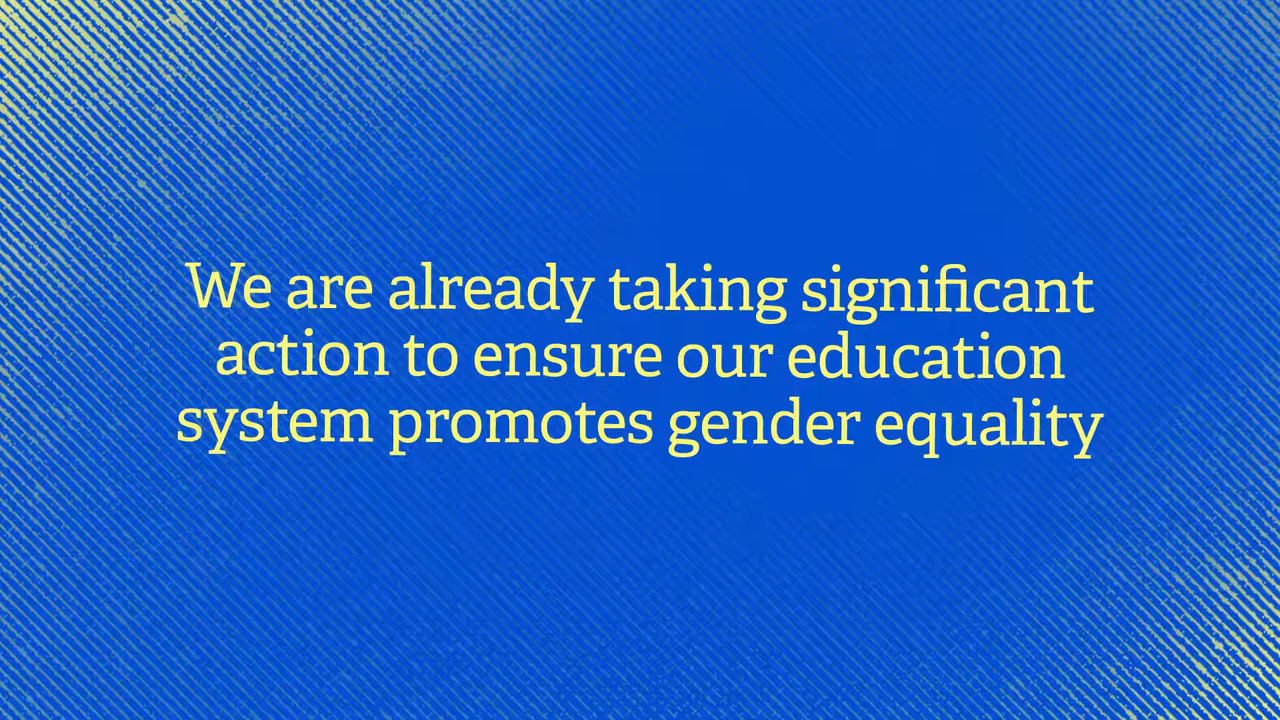 We are already taking significant
action to ensure our education
system promotes gender equality